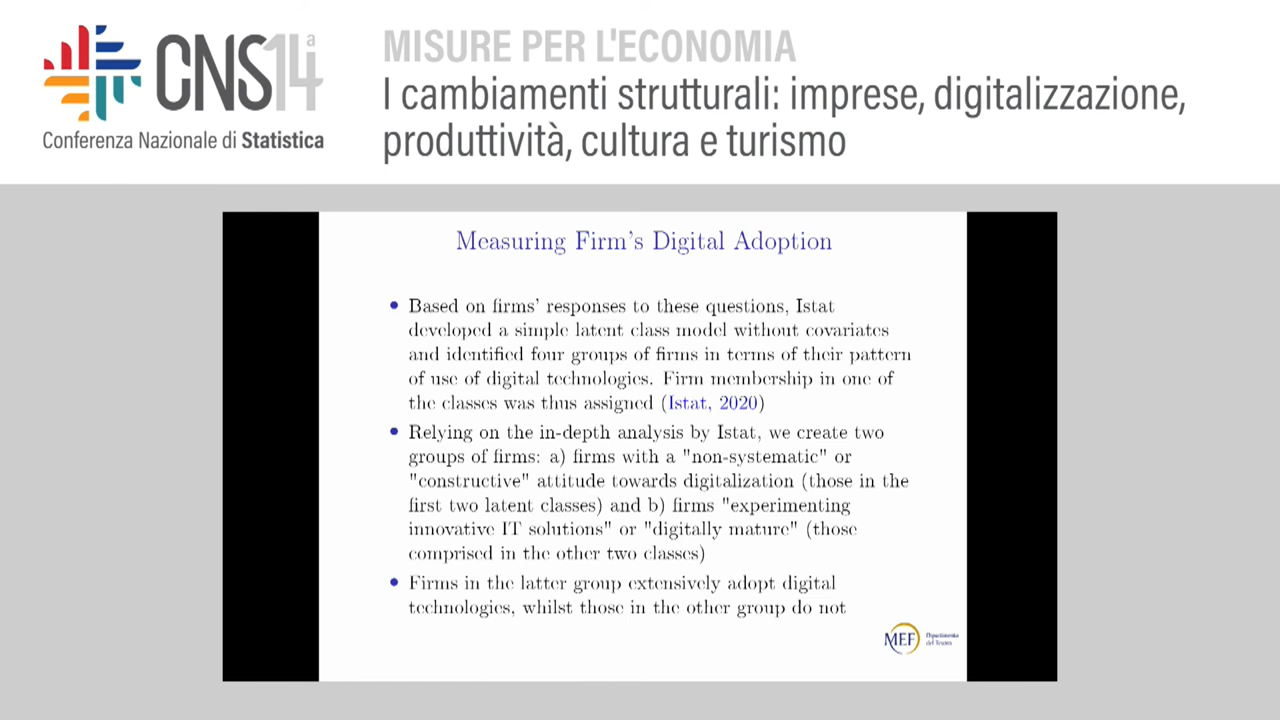 CNS14a
Conferenza Nazionale di Statistica
MISURE PER L'ECONOMIA
I cambiamenti strutturali: imprese, digitalizzazione,
produttività, cultura e turismo
Measuring Firm's Digital Adoption
• Based on firms' responses to these questions, Istat
developed a simple latent class model without covariates
and identified four groups of firms in terms of their pattern
of use of digital technologies. Firm membership in one of
the classes was thus assigned (Istat, 2020)
• Relying on the in-depth analysis by Istat, we create two
groups of firms: a) firms with a "non-systematic" or
"constructive" attitude towards digitalization (those in the
first two latent classes) and b) firms "experimenting
innovative IT solutions" or "digitally mature" (those
comprised in the other two classes)
• Firms in the latter group extensively adopt digital
technologies, whilst those in the other group do not
MEF
Dipartimento
del Tesoro